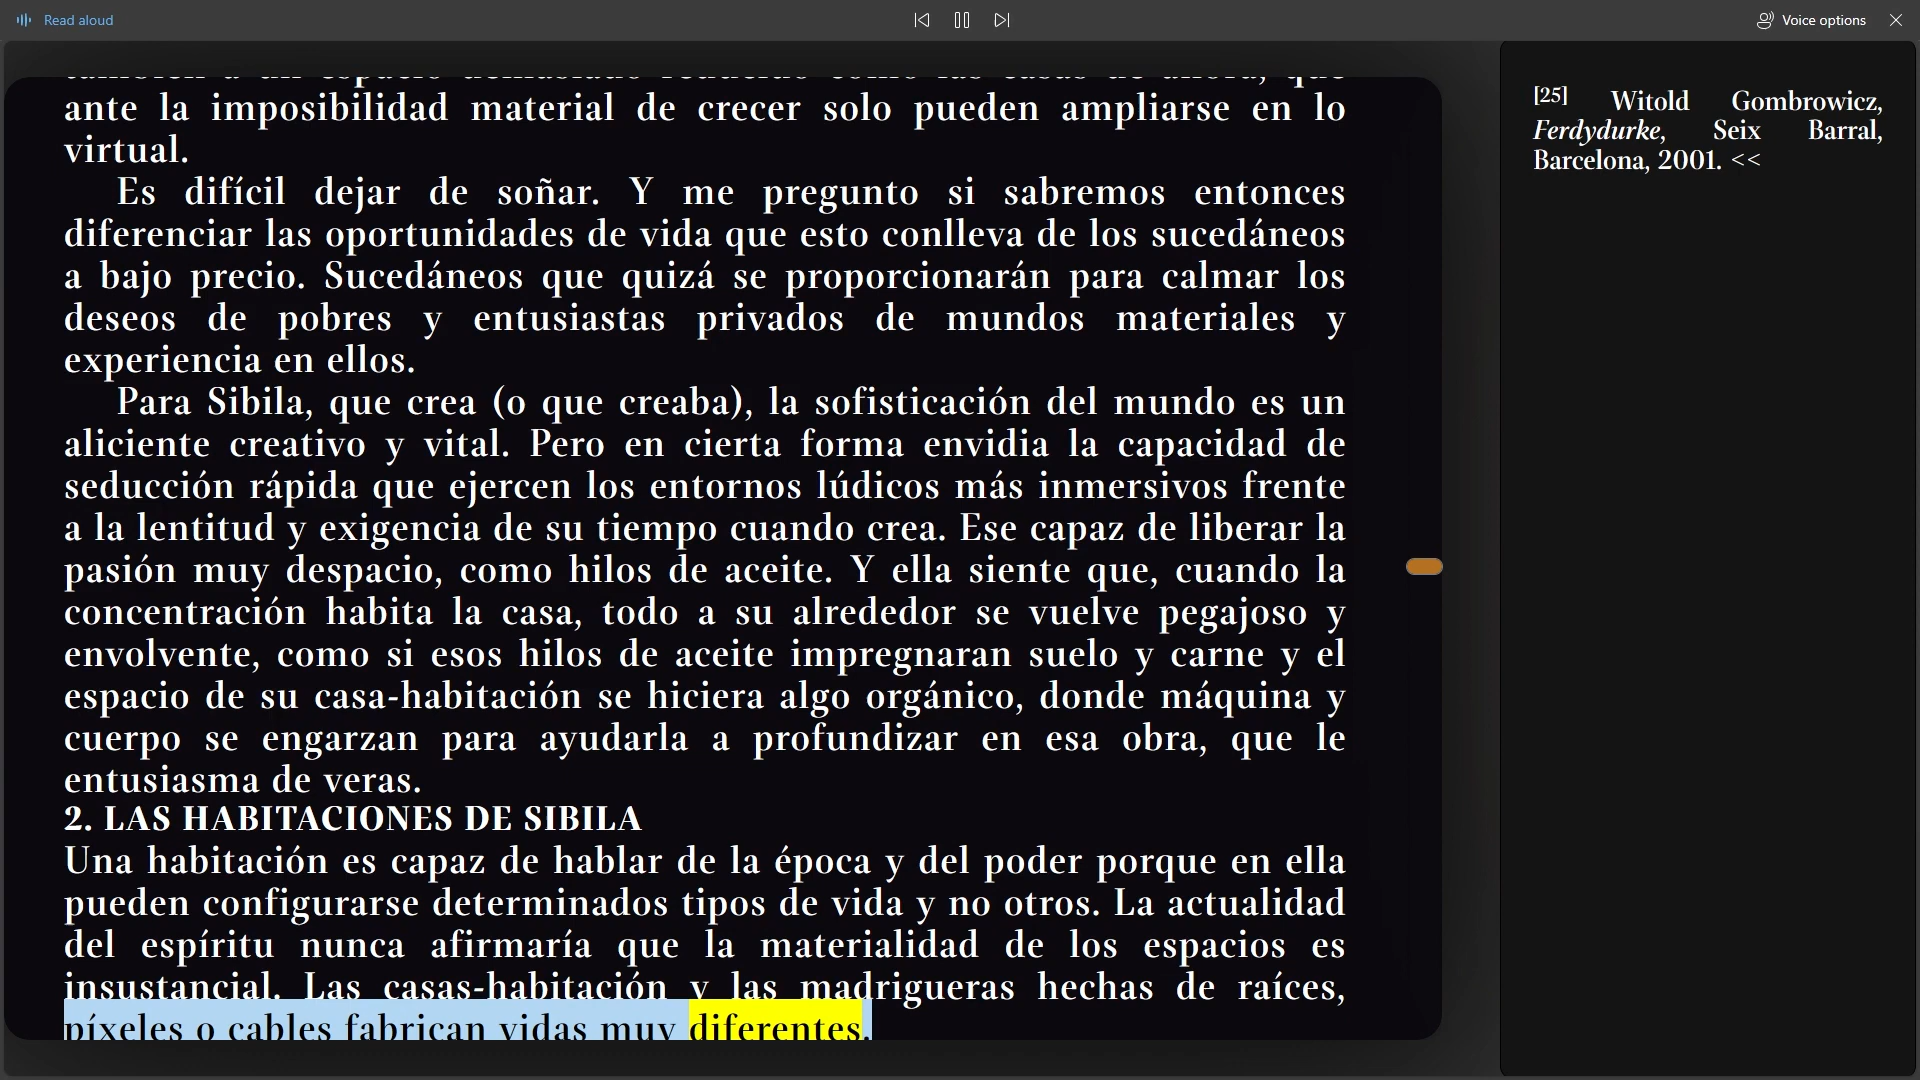 Read aloud
Voice options
ante la imposibilidad material de crecer solo pueden ampliarse en lo
virtual.
Es difícil dejar de soñar. Y me pregunto si sabremos entonces
diferenciar las oportunidades de vida que esto conlleva de los sucedáneos
a bajo precio. Sucedáneos que quizá se proporcionarán para calmar los
deseos de pobres y entusiastas privados de mundos materiales y
experiencia en ellos.
Para Sibila, que crea (o que creaba), la sofisticación del mundo es un
aliciente creativo y vital. Pero en cierta forma envidia la capacidad de
seducción rápida que ejercen los entornos lúdicos más inmersivos frente
a la lentitud y exigencia de su tiempo cuando crea. Ese capaz de liberar la
pasión muy despacio, como hilos de aceite. Y ella siente que, cuando la
concentración habita la casa, todo a su alrededor se vuelve pegajoso y
envolvente, como si esos hilos de aceite impregnaran suelo y carne y el
espacio de su casa-habitación se hiciera algo orgánico, donde máquina y
cuerpo se engarzan para ayudarla a profundizar en esa obra, que le
entusiasma de veras.
2. LAS HABITACIONES DE SIBILA
Una habitación es capaz de hablar de la época y del poder porque en ella
pueden configurarse determinados tipos de vida y no otros. La actualidad
del espíritu nunca afirmaría que la materialidad de los espacios es
insustancial. Las casas-habitación y las madrigueras hechas de raíces,
píxeles o cables fabrican vidas muy diferentes.
[25] Witold Gombrowicz,
Ferdydurke, Seix Barral,
Barcelona, 2001. <<